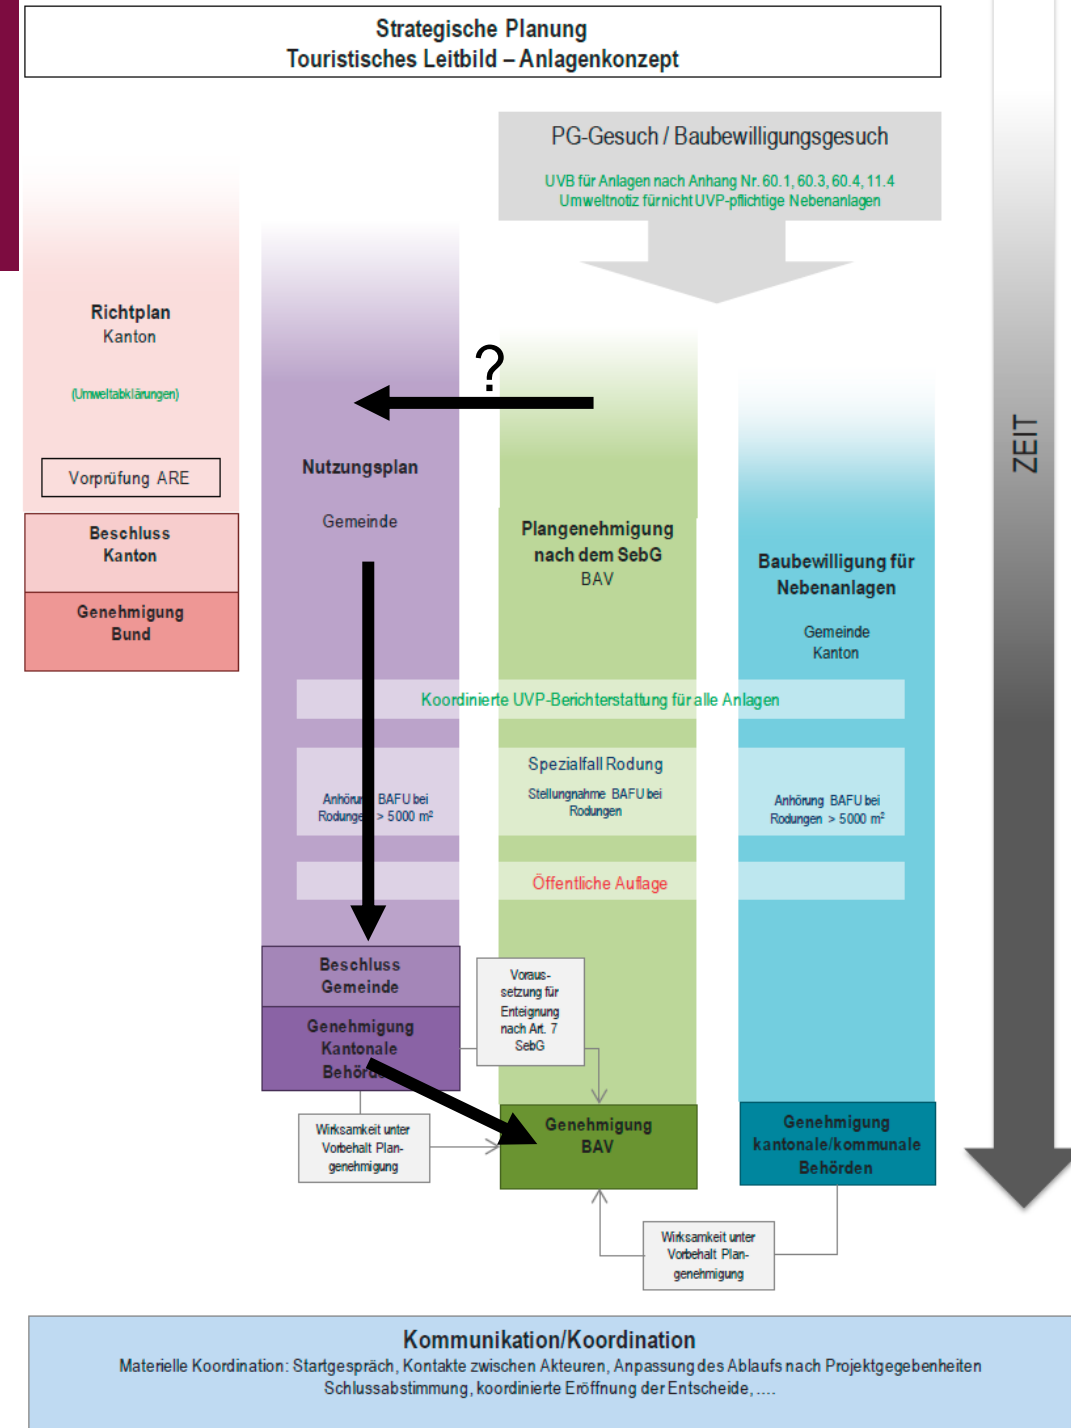 Strategische Planung
Touristisches Leitbild – Anlagenkonzept
PG-Gesuch / Baubewilligungsgesuch
UVB für Anlagen nach Anhang Nr. 60.1, 60.3, 60.4, 11.4
Umweltnotiz für nicht UVP-pflichtige Nebenanlagen
ZEIT
Richtplan
Kanton
(Umweltabklärungen)
Vorprüfung ARE
Beschluss
Kanton
Genehmigung
Bund
?
Nutzungsplan
Gemeinde
Plangenehmigung
nach dem SebG
BAV
Baubewilligung für
Nebenanlagen
Gemeinde
Kanton
Koordinierte UVP-Berichterstattung für alle Anlagen
Spezialfall Rodung
Anhörung BAFU bei
Rodungen > 5000 m²
Stellungnahme BAFU bei
Rodungen
Anhörung BAFU bei
Rodungen > 5000 m²
Öffentliche Auflage
Beschluss
Gemeinde
Genehmigung
Kantonale
Behörden
Voraus-
setzung für
Enteignung
nach Art. 7
SebG
Wirksamkeit unter
Vorbehalt Plan-
genehmigung
Genehmigung
BAV
Genehmigung
kantonale/kommunale
Behörden
Wirksamkeit unter
Vorbehalt Plan-
genehmigung
Kommunikation/Koordination
Materielle Koordination: Startgespräch, Kontakte zwischen Akteuren, Anpassung des Ablaufs nach Projektgegebenheiten
Schlussabstimmung, koordinierte Eröffnung der Entscheide, ....